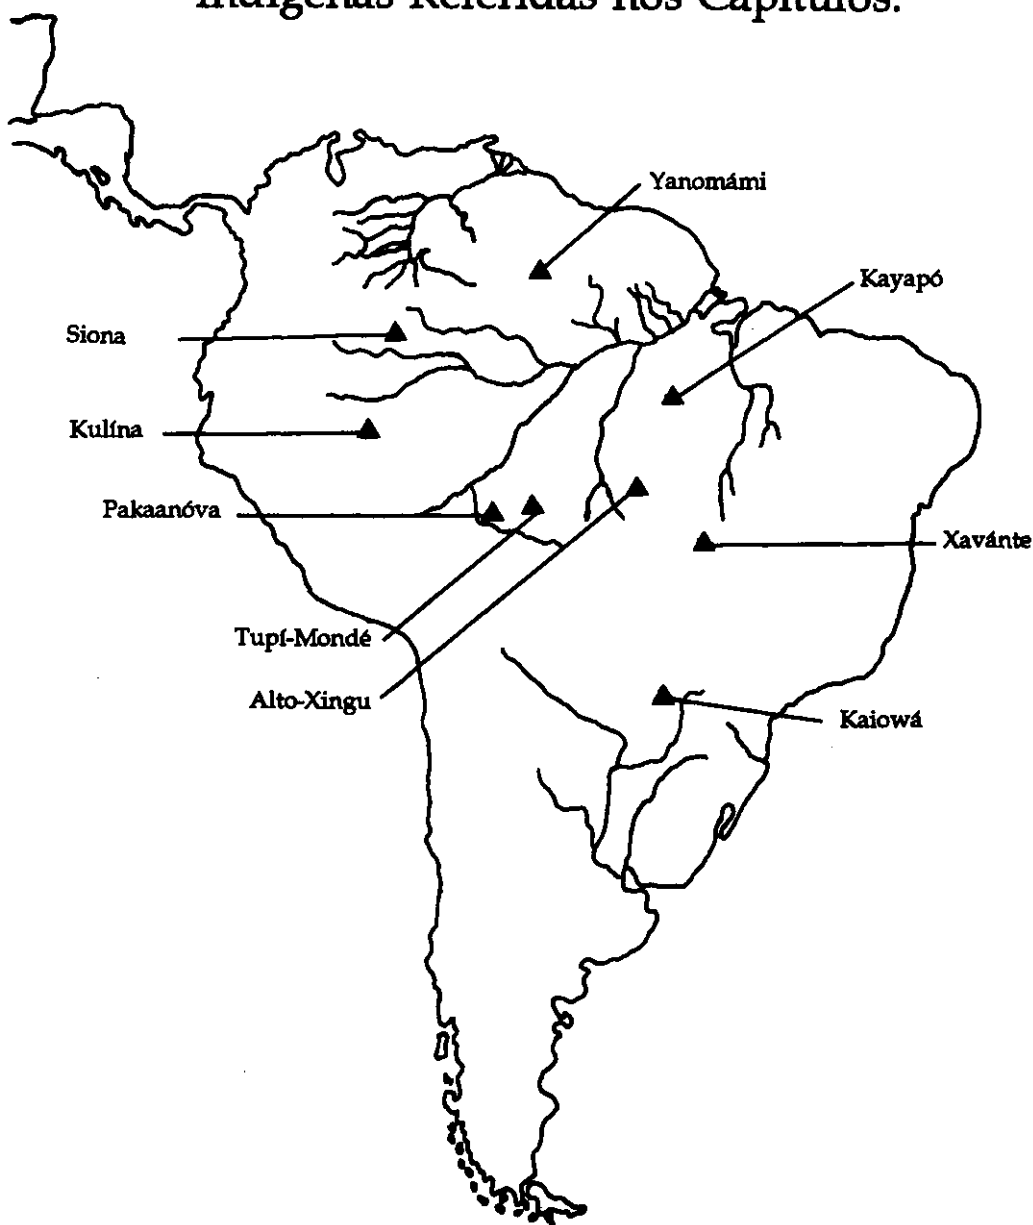 Indígenas Referidas nos Capítulos.
Yanomámi
Kayapó
Siona
Kulína
Pakaanóva
Xavánte
Tupí-Mondé
Alto-Xingu
Kaiowá